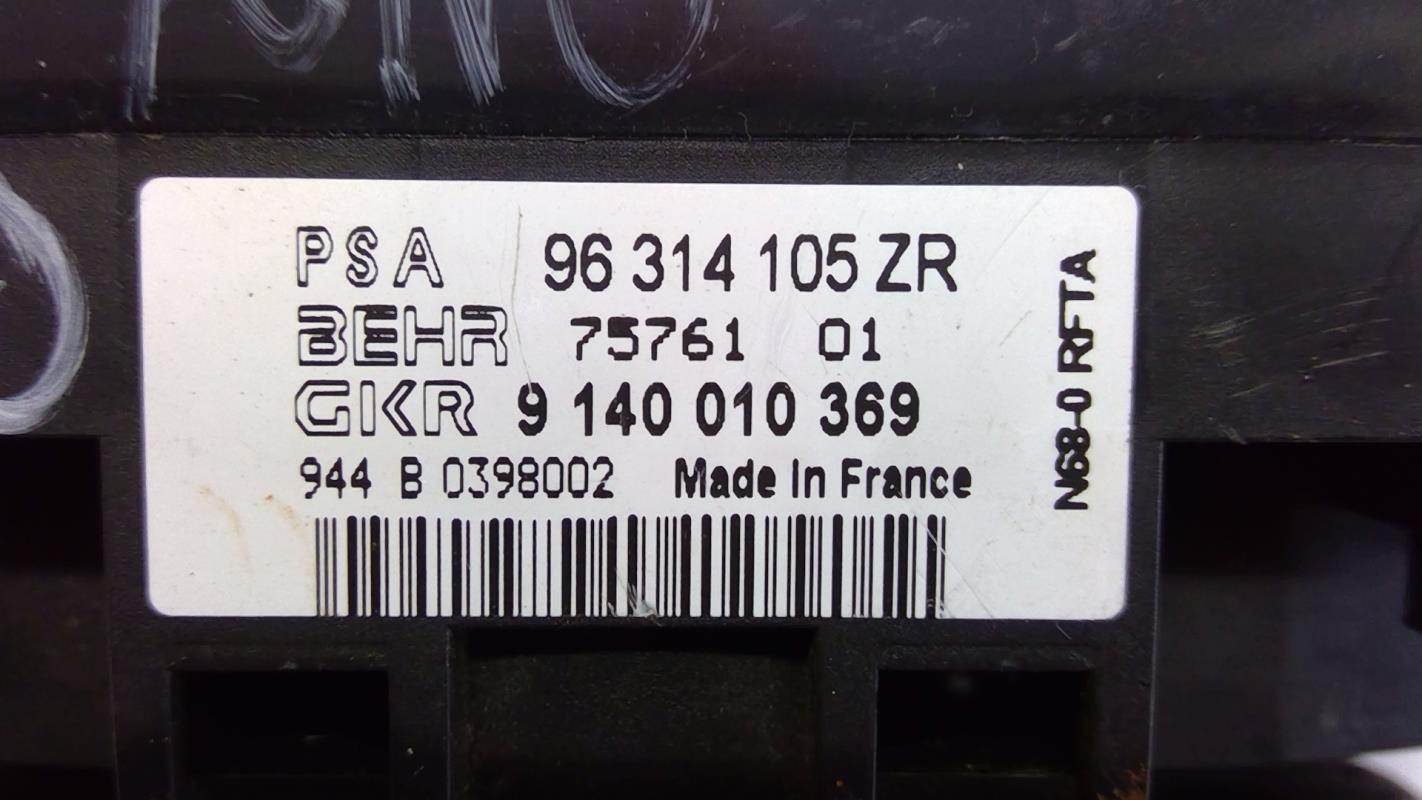 PSA 96 314 105 ZR
BEHR 75761 01
GKR 9 140 010 369
944 B 0398002 Made In France
N68-0 RFTA